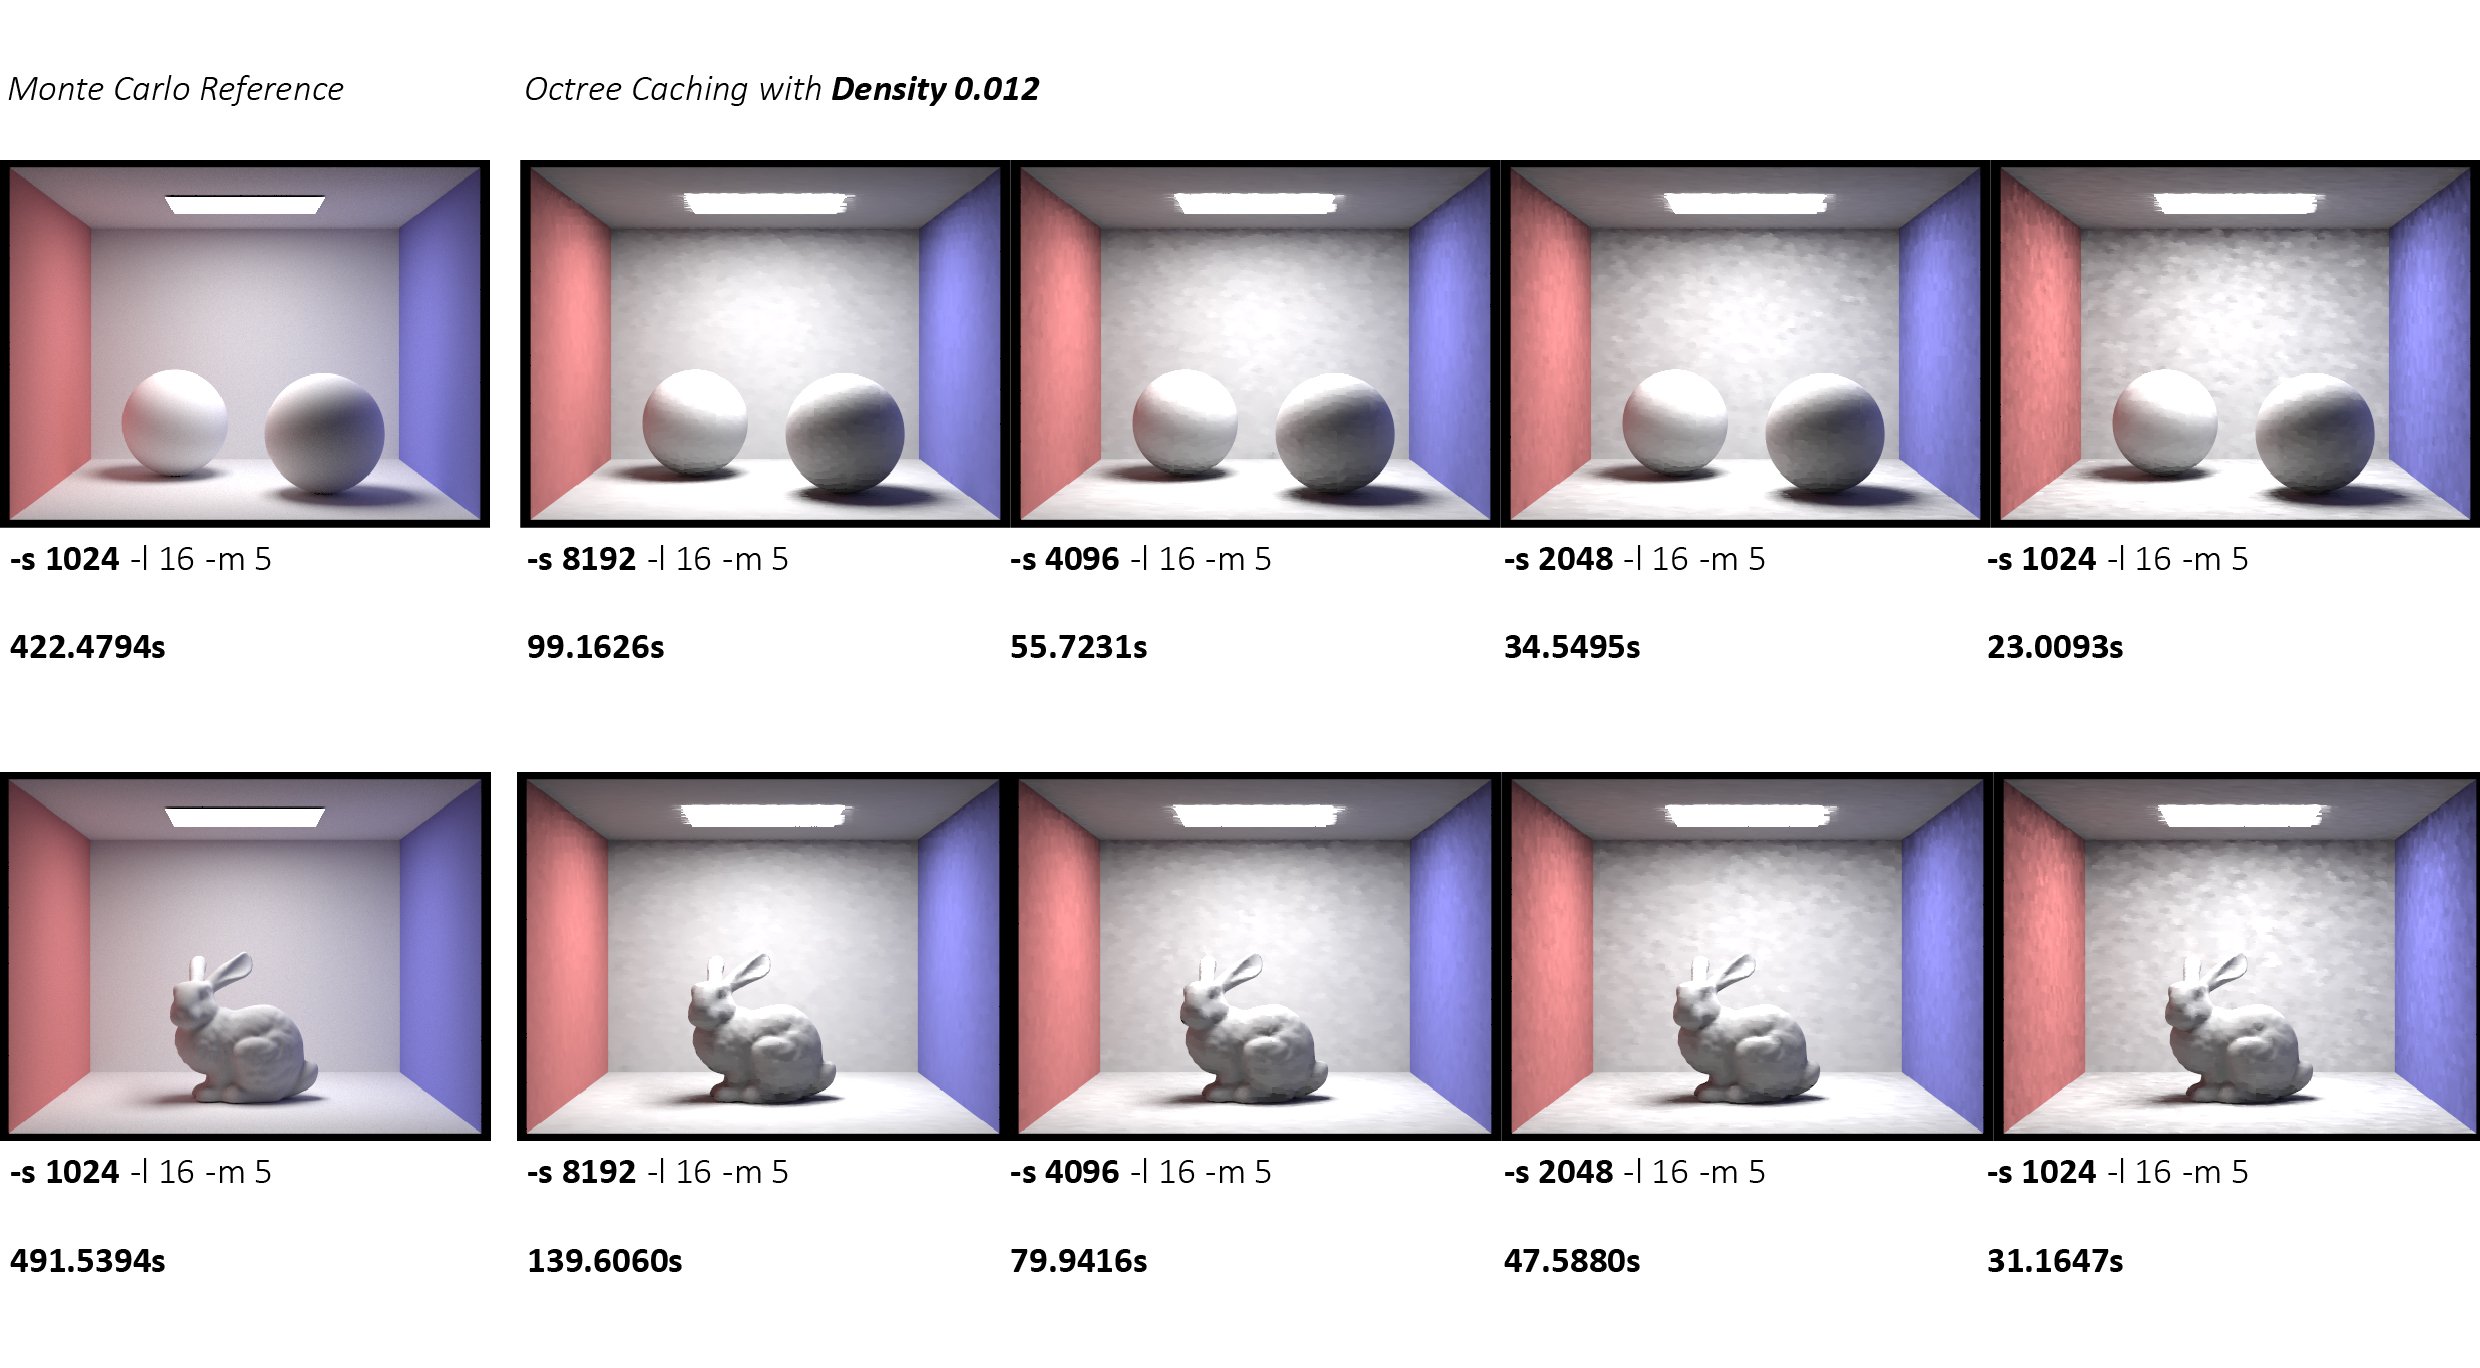 Monte Carlo Reference
Octree Caching with Density 0.012
-s 1024 -l 16 -m 5
-s 8192 -l 16 -m 5
-s 4096 -l 16 -m 5
-s 2048 -l 16 -m 5
-s 1024 -l 16 -m 5
422.4794s
99.1626s
55.7231s
34.5495s
23.0093s
-s 1024 -l 16 -m 5
-s 8192 -l 16 -m 5
-s 4096 -l 16 -m 5
-s 2048 -l 16 -m 5
-s 1024 -l 16 -m 5
491.5394s
139.6060s
79.9416s
47.5880s
31.1647s